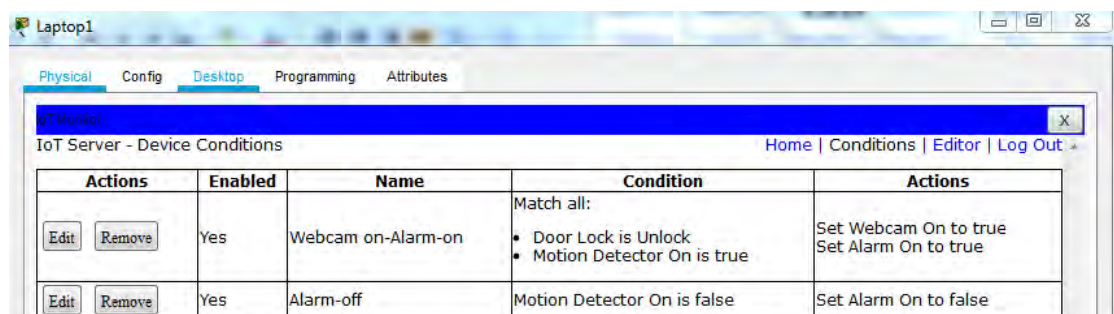 Laptop1
Physical Config Desktop Programming Attributes
IoT Monitor X
IoT Server - Device Conditions Home | Conditions | Editor | Log Out
Actions Enabled Name Condition Actions
Edit Remove Yes Webcam on-Alarm-on Match all:
• Door Lock is Unlock
• Motion Detector On is true
Set Webcam On to true
Set Alarm On to true
Edit Remove Yes Alarm-off Motion Detector On is false Set Alarm On to false